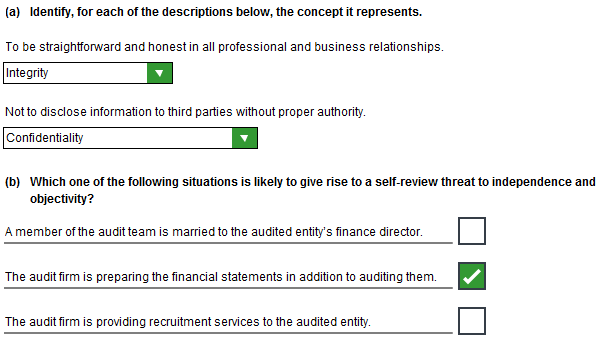 (a) Identify, for each of the descriptions below, the concept it represents.
To be straightforward and honest in all professional and business relationships.
Integrity
Not to disclose information to third parties without proper authority.
Confidentiality
(b) Which one of the following situations is likely to give rise to a self-review threat to independence and
objectivity?
A member of the audit team is married to the audited entity's finance director.
The audit firm is preparing the financial statements in addition to auditing them.
The audit firm is providing recruitment services to the audited entity.